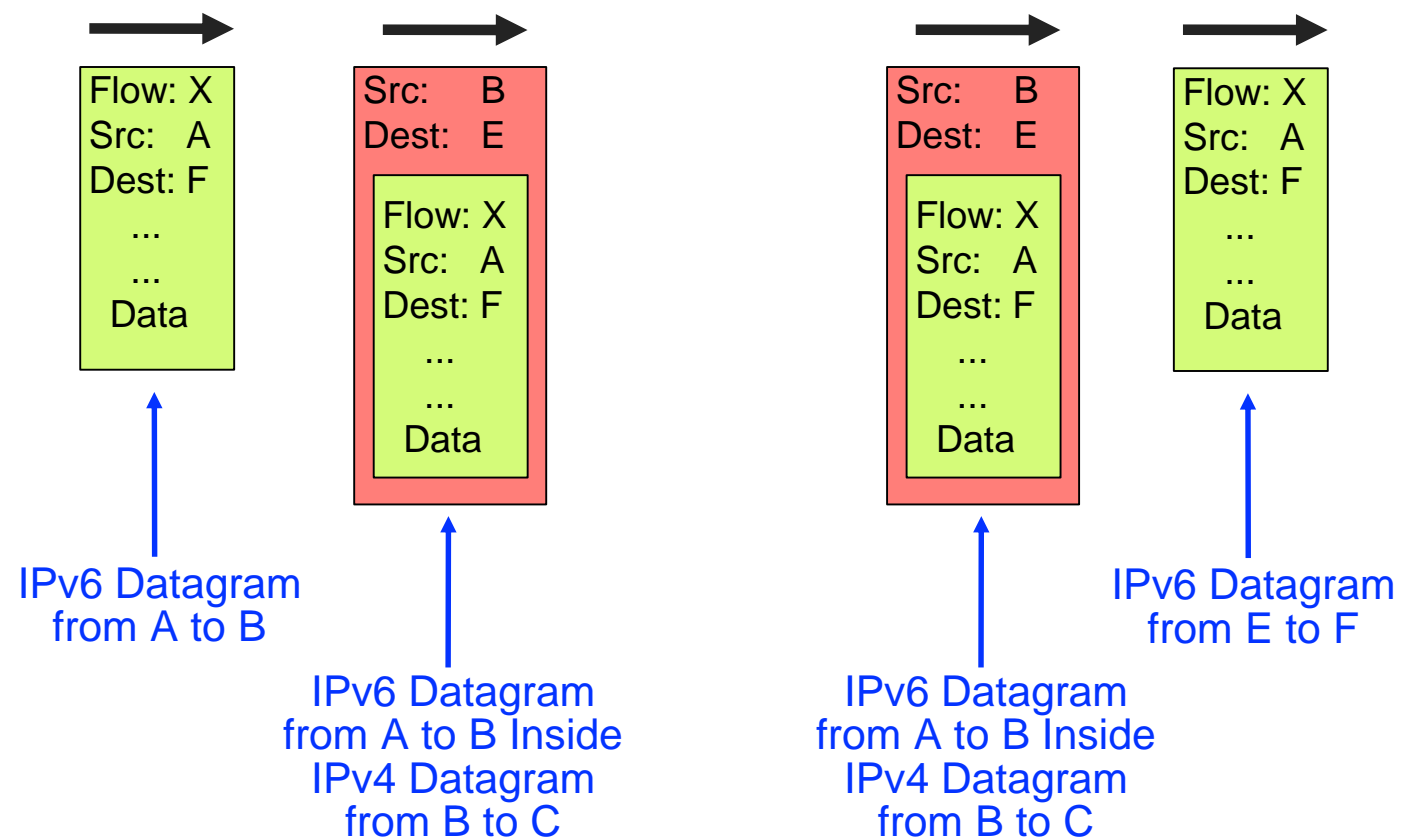 Flow: X
Src: A
Dest: F
...
...
Data
IPv6 Datagram
from A to B
Src: B
Dest: E
Flow: X
Src: A
Dest: F
...
...
Data
IPv6 Datagram
from A to B Inside
IPv4 Datagram
from B to C
Src: B
Dest: E
Flow: X
Src: A
Dest: F
...
...
Data
IPv6 Datagram
from A to B Inside
IPv4 Datagram
from B to C
Flow: X
Src: A
Dest: F
...
...
Data
IPv6 Datagram
from E to F